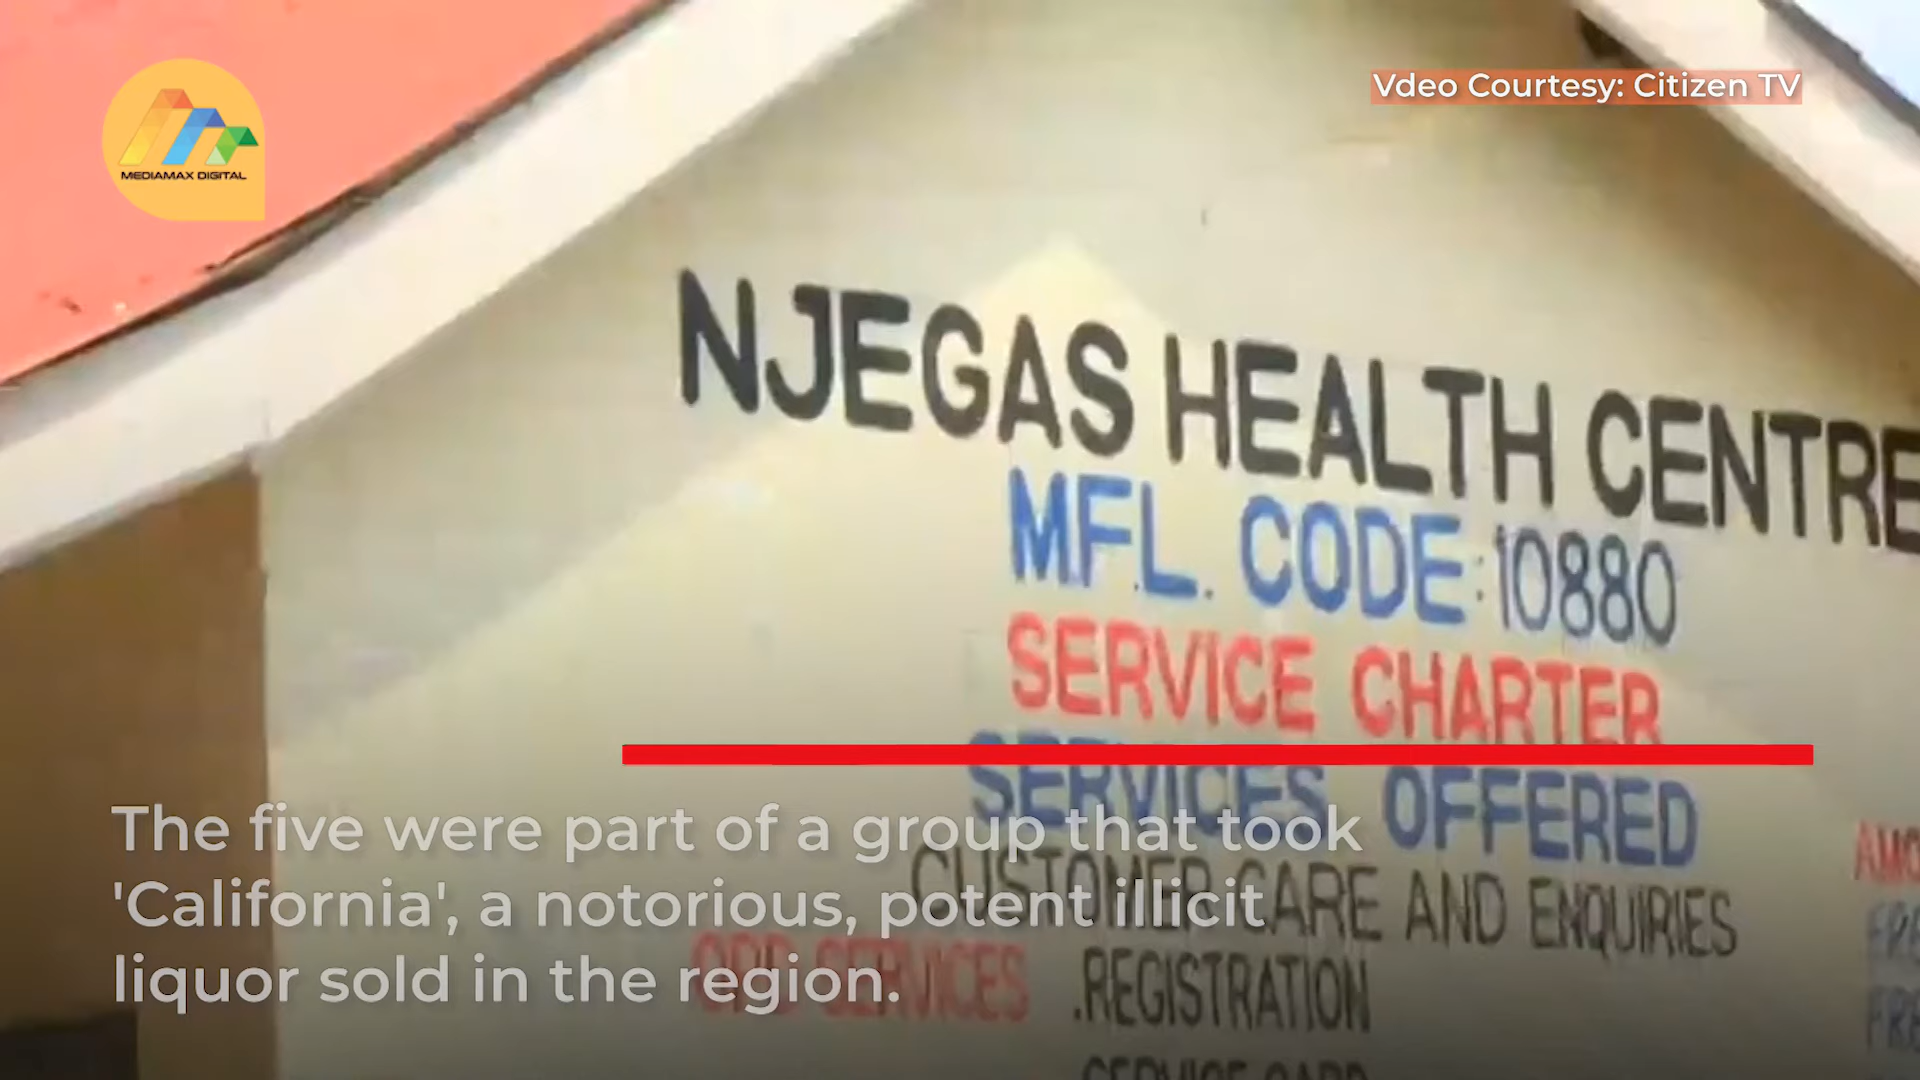 MEDIAMAX DIGITAL
Vdeo Courtesy: Citizen TV
NJEGAS HEALTH CENTRE
MFL. CODE: 10880
SERVICE CHARTER
SERVICES OFFERED
CUSTOMER CARE AND ENQUIRIES
OPD SERVICES
.REGISTRATION
The five were part of a group that took
'California', a notorious, potent illicit
liquor sold in the region.